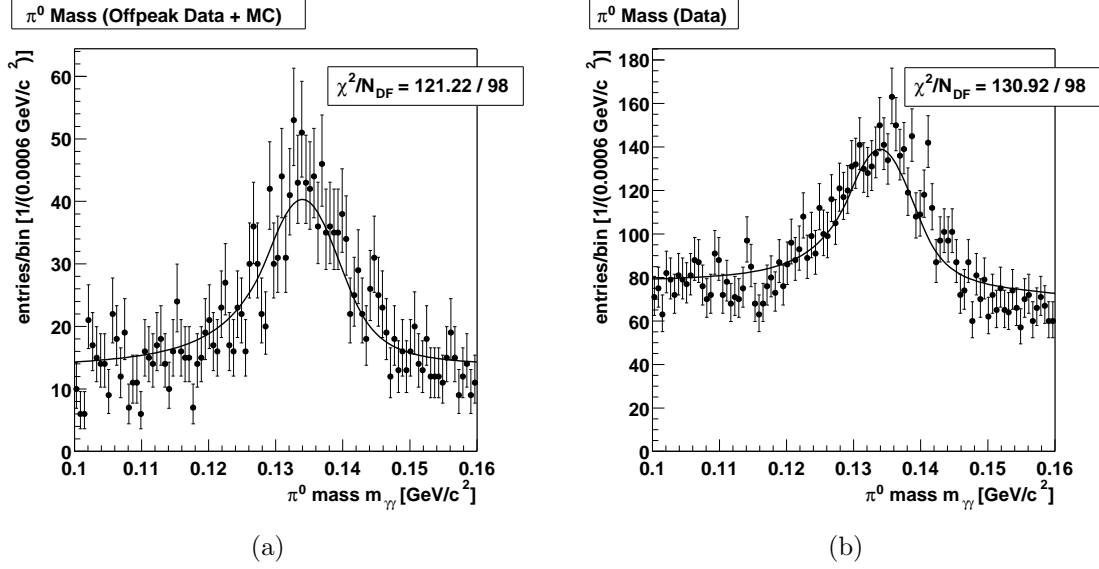 π⁰ Mass (Offpeak Data + MC)
χ²/N_DF = 121.22 / 98
entries/bin [1/(0.0006 GeV/c²)]
60
50
40
30
20
10
0
0.1 0.11 0.12 0.13 0.14 0.15 0.16
π⁰ mass m_γγ [GeV/c²]
(a)
π⁰ Mass (Data)
χ²/N_DF = 130.92 / 98
entries/bin [1/(0.0006 GeV/c²)]
180
160
140
120
100
80
60
40
20
0
0.1 0.11 0.12 0.13 0.14 0.15 0.16
π⁰ mass m_γγ [GeV/c²]
(b)